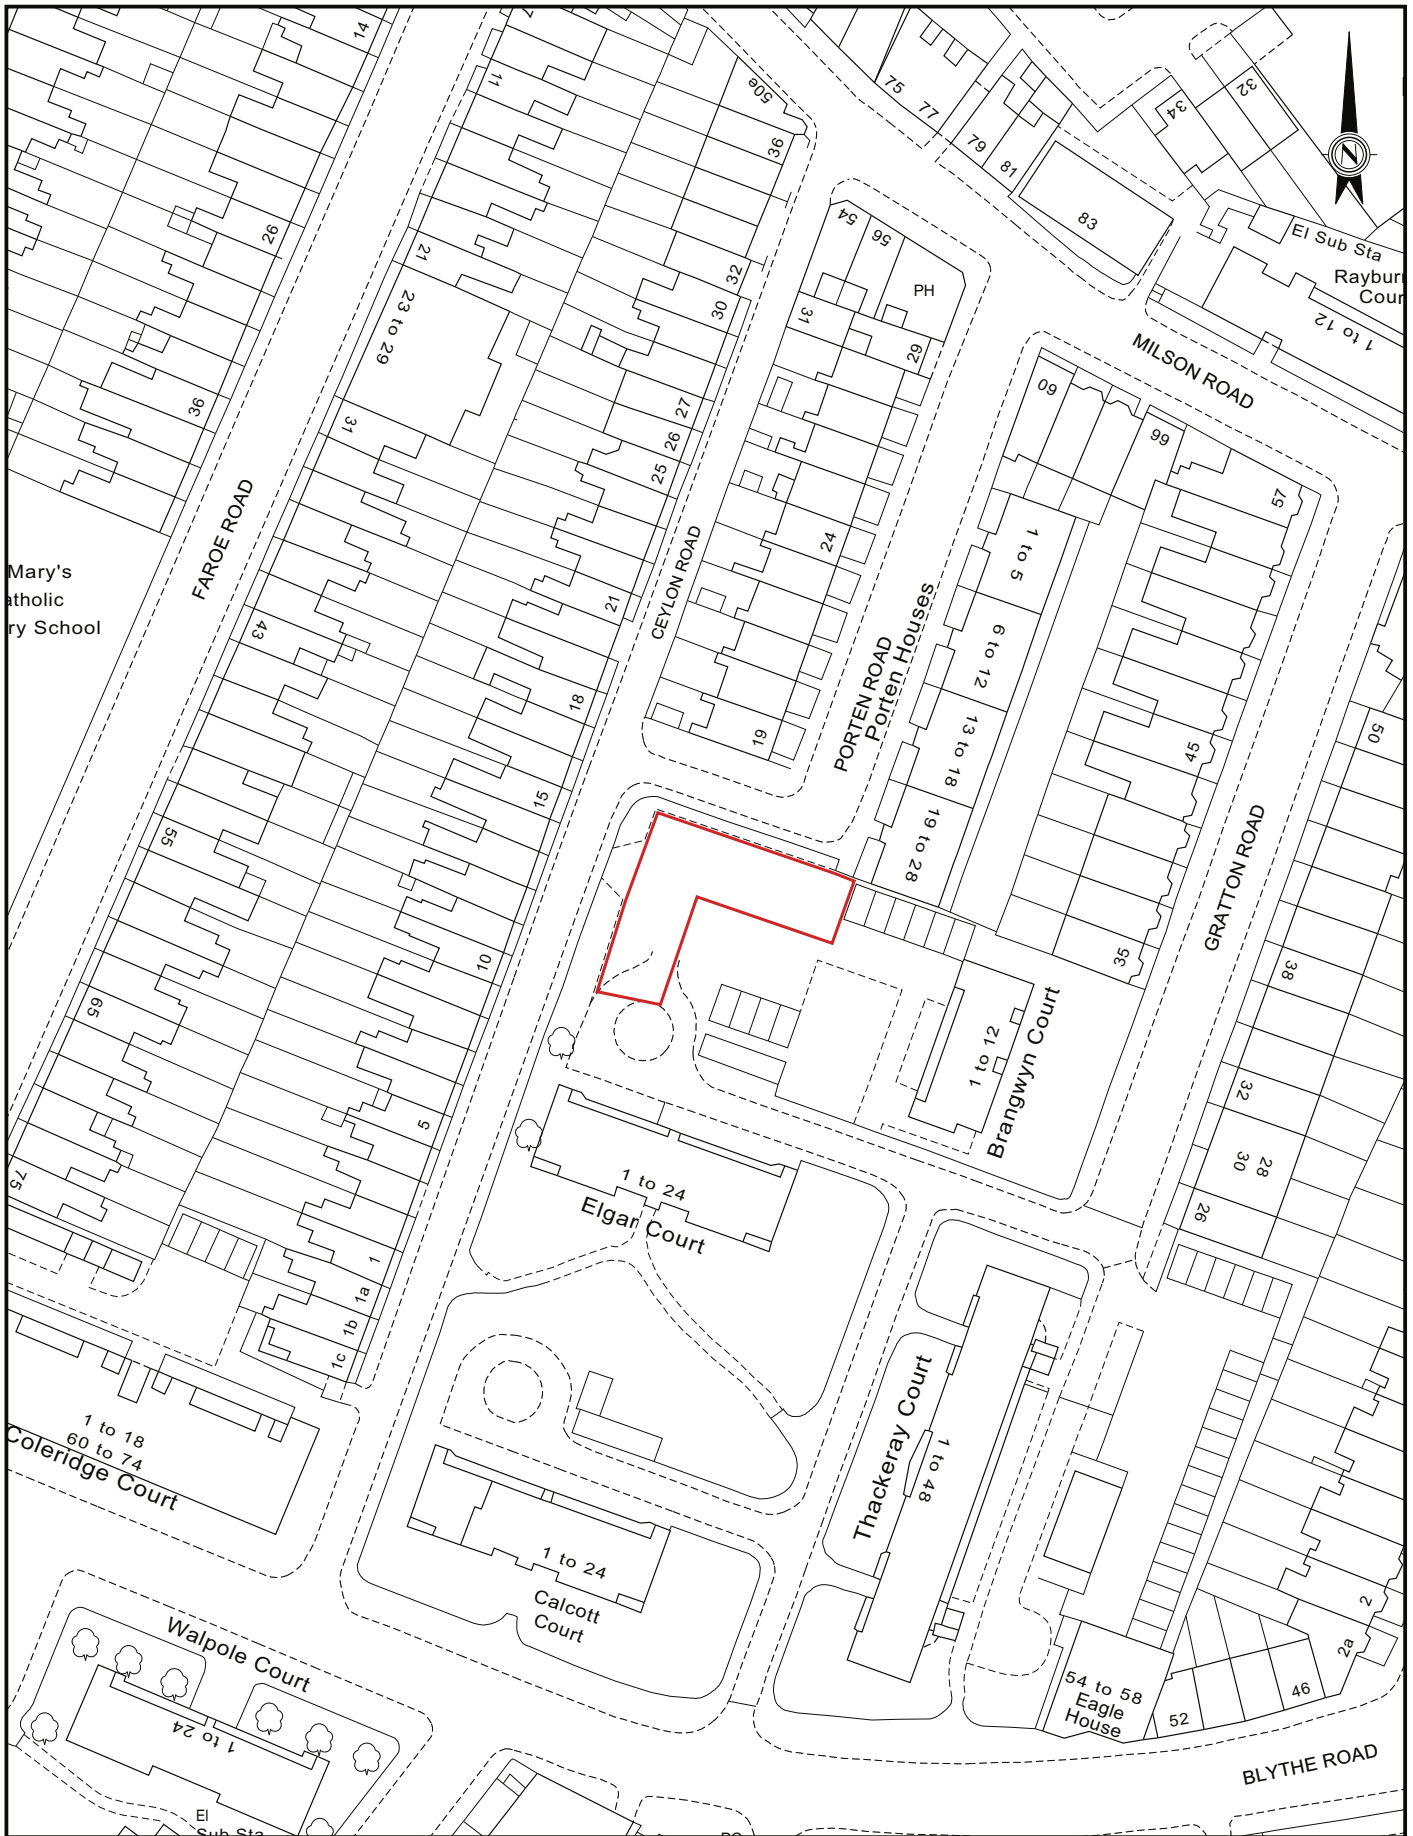 14
7
11
50e
36
75
77
79
81
83
34
32
N
El Sub Sta
1 to 12
26
21
23 to 29
32
30
54
56
PH
31
29
MILSON ROAD
36
31
27
26
25
60
66
57
FAROE ROAD
CEYLON ROAD
24
1 to 5
Mary's
ry School
43
21
18
19
PORTEN ROAD
Porten Houses
6 to 12
13 to 18
19 to 28
45
50
55
15
10
GRATTON ROAD
35
38
65
5
1 to 12
Brangwyn Court
32
30
28
26
75
1
1a
1b
1c
1 to 24
Elgar Court
1 to 18
60 to 74
Coleridge Court
Thackeray Court
1 to 48
1 to 24
Calcott
Court
Walpole Court
1 to 24
El
Sub Sta
54 to 58
Eagle
House
52
46
2
2a
BLYTHE ROAD